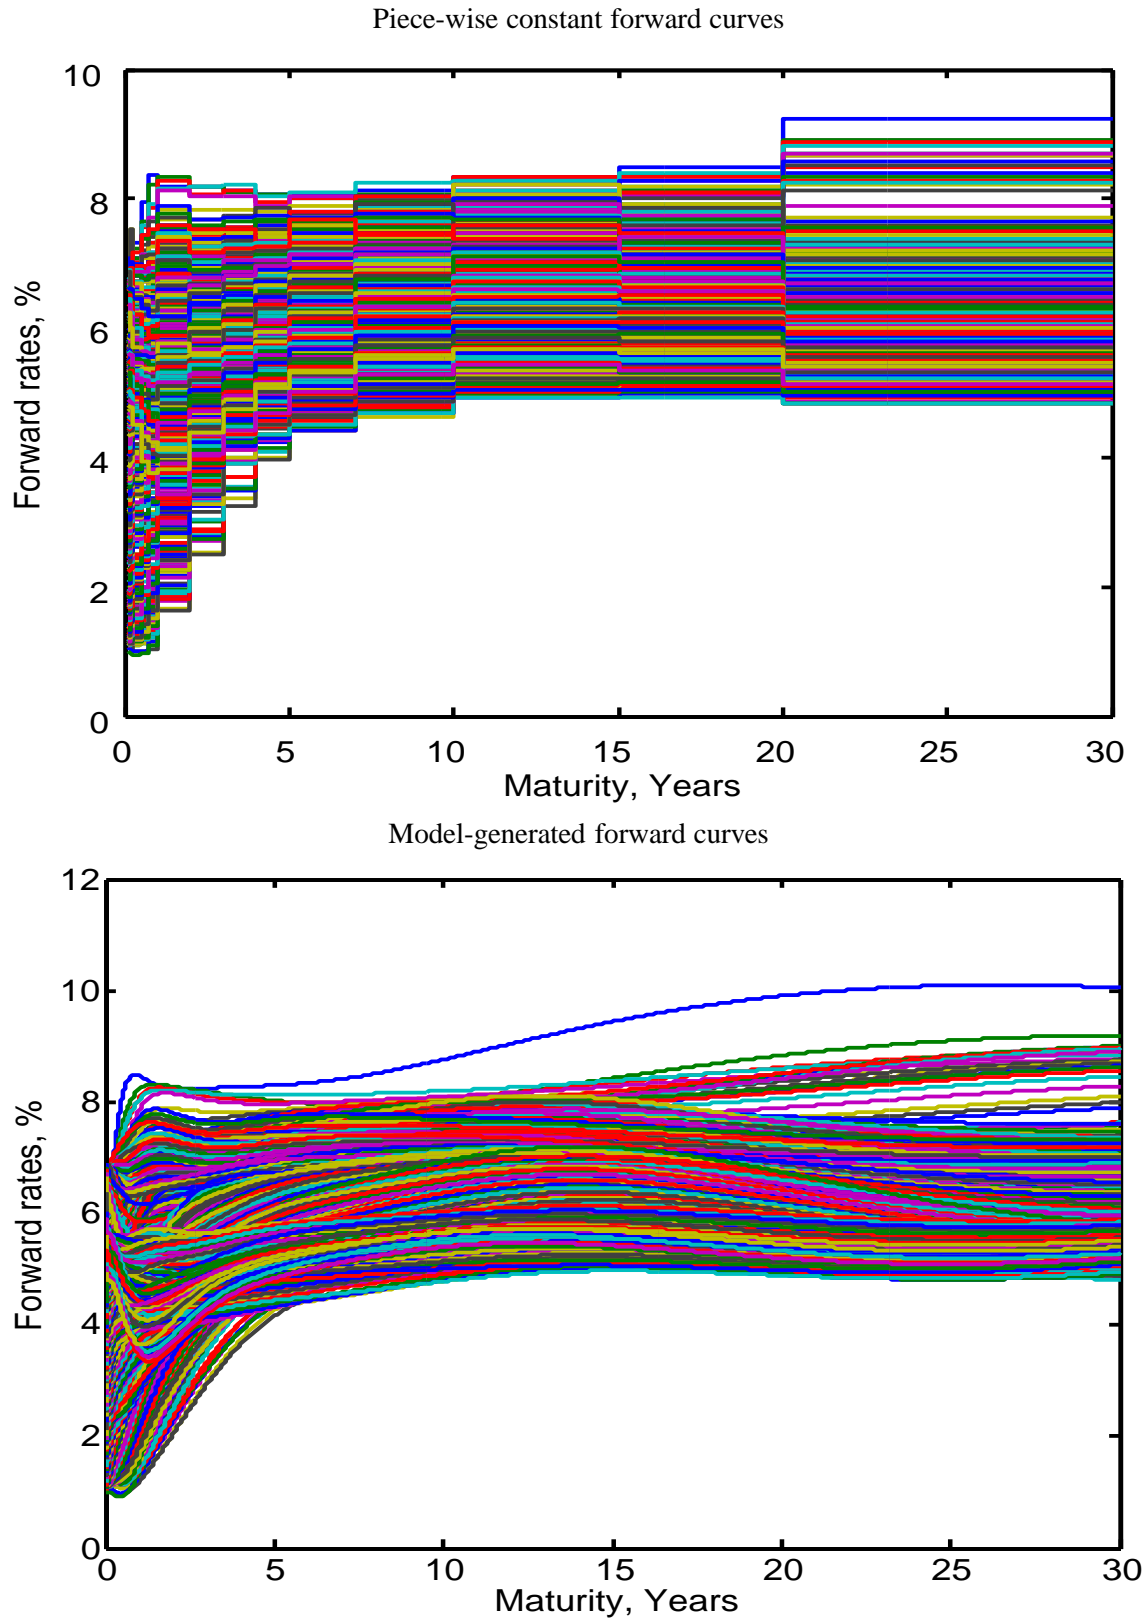 Piece-wise constant forward curves
10
8
6
4
2
0
Forward rates, %
0 5 10 15 20 25 30
Maturity, Years
Model-generated forward curves
12
10
8
6
4
2
0
Forward rates, %
0 5 10 15 20 25 30
Maturity, Years